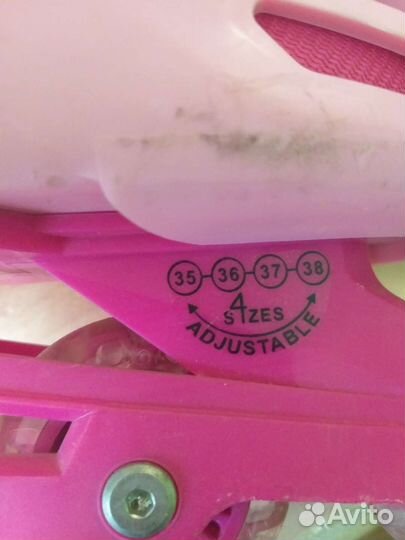 35-36-37-38
4
SIZES
ADJUSTABLE
Avito